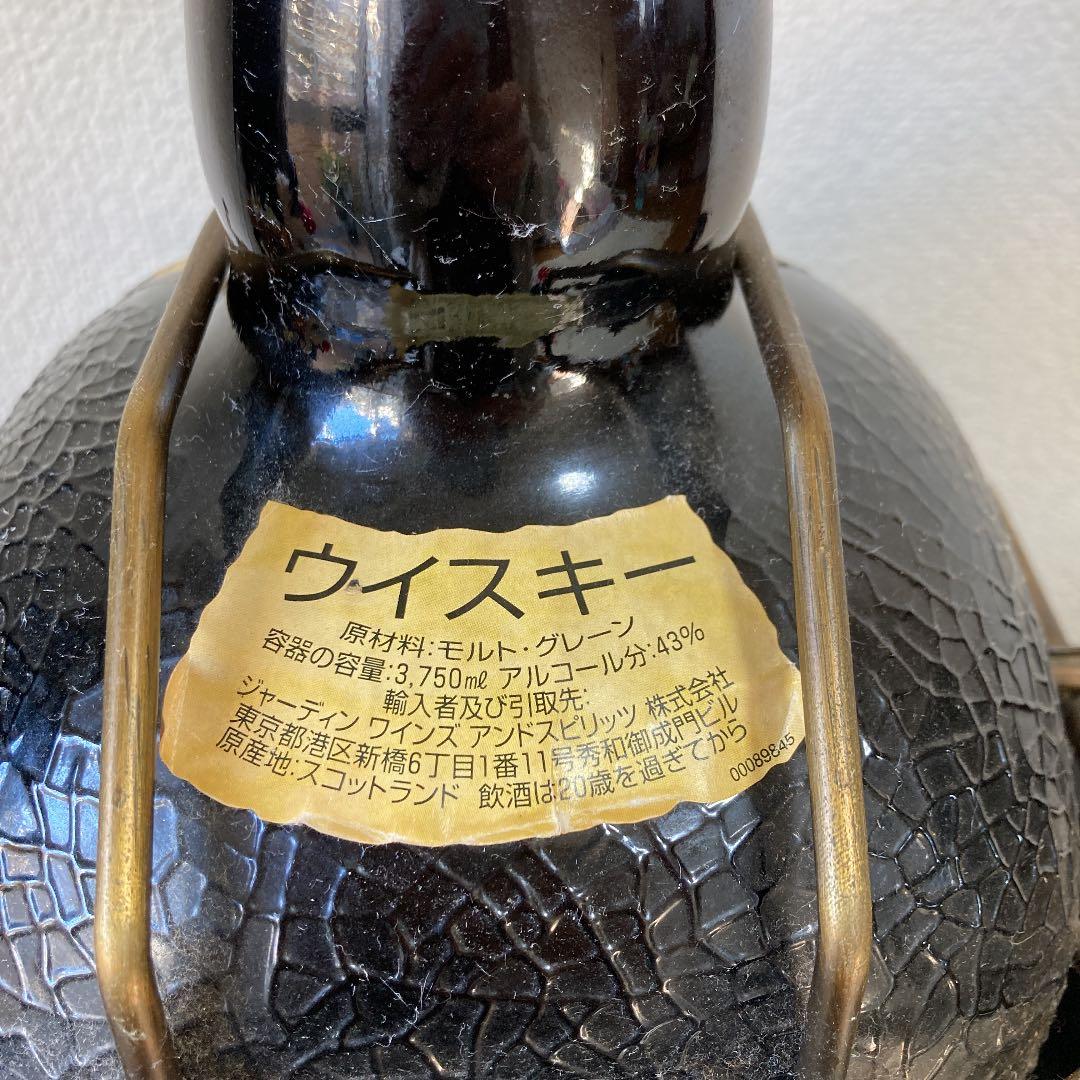 ウイスキー
原材料:モルト・グレーン
容器の容量:3,750㎖ アルコール分:43%
輸入者及び引取先:
ジャーディン ワインズ アンドスピリッツ 株式会社
東京都港区新橋6丁目1番11号秀和御成門ビル
原産地:スコットランド 飲酒は20歳を過ぎてから
00089845